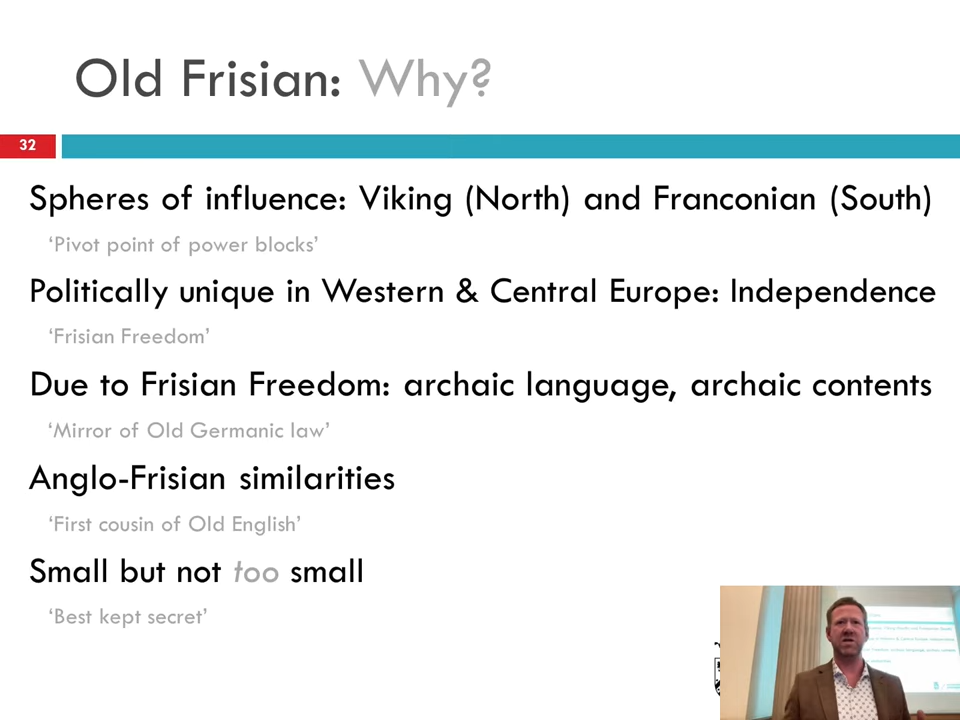 Old Frisian: Why?
32
Spheres of influence: Viking (North) and Franconian (South)
‘Pivot point of power blocks’
Politically unique in Western & Central Europe: Independence
‘Frisian Freedom’
Due to Frisian Freedom: archaic language, archaic contents
‘Mirror of Old Germanic law’
Anglo-Frisian similarities
‘First cousin of Old English’
Small but not too small
‘Best kept secret’